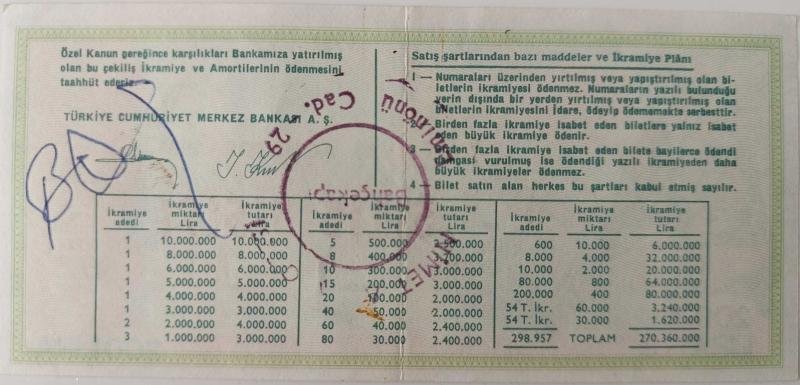 Özel Kanun gereğince karşılıkları Bankamıza yatırılmış
olan bu çekiliş İkramiye ve Amortilerinin ödenmesini
taahhüt ederiz.
TÜRKİYE CUMHURİYET MERKEZ BANKASI A. Ş.
Satış şartlarından bazı maddeler ve İkramiye Plânı
1 — Numaraları üzerinden yırtılmış veya yapıştırılmış olan bi-
letlerin ikramiyesi ödenmez. Numaraların yazılı bulunduğu
yerin dışında bir yerden yırtılmış veya yapıştırılmış olan
biletlerin ikramiyesini İdare, ödeyip ödememekte serbesttir.
2 — Birden fazla ikramiye isabet eden biletlere yalnız isabet
eden büyük ikramiye ödenir.
3 — Birden fazla ikramiye isabet eden bilete bayilerce ödendi
damgası vurulmuş ise ödendiği yazılı ikramiyeden daha
büyük ikramiyeler ödenmez.
4 — Bilet satın alan herkes bu şartları kabul etmiş sayılır.
İkramiye adedi İkramiye miktarı Lira İkramiye tutarı Lira İkramiye adedi İkramiye miktarı Lira İkramiye tutarı Lira İkramiye adedi İkramiye miktarı Lira İkramiye tutarı Lira
1 10.000.000 10.000.000 5 500.000 2.500.000 600 10.000 6.000.000
1 8.000.000 8.000.000 8 400.000 8.000 4.000 32.000.000
1 6.000.000 6.000.000 10 300.000 3.000.000 10,000 2.000 20.000.000
1 5.000.000 5.000.000 15 200.000 3.000.000 80.000 800 64.000.000
1 4.000.000 4.000.000 20 100.000 2.000.000 200,000 400 80.000.000
1 3.000.000 3.000.000 40 50,000 2.000.000 54 T. İkr. 60.000 3.240.000
2 2.000.000 4.000.000 60 40.000 2.400.000 54 T. İkr. 30.000 1.620.000
3 1.000.000 3.000.000 80 30.000 2.400.000 298.957 TOPLAM 270.360.000
Bahçekapı
Cad.
29